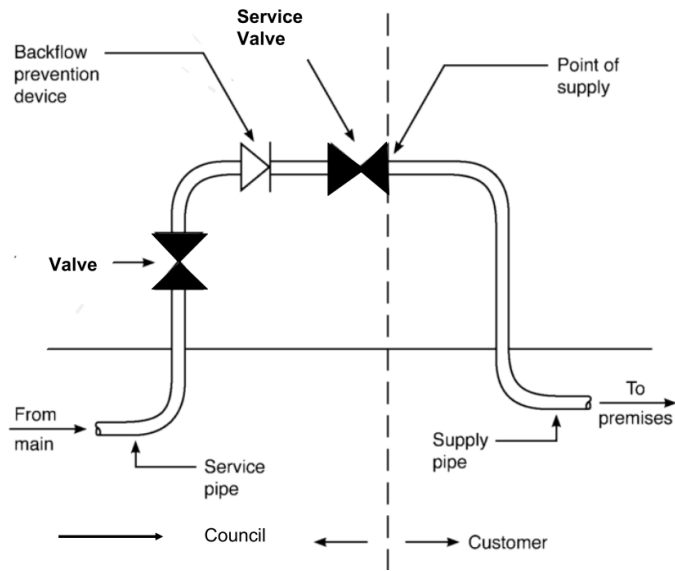 Service
Valve
Backflow
prevention
device
Point of
supply
Valve
From
main
To
premises
Service
pipe
Supply
pipe
Council
Customer